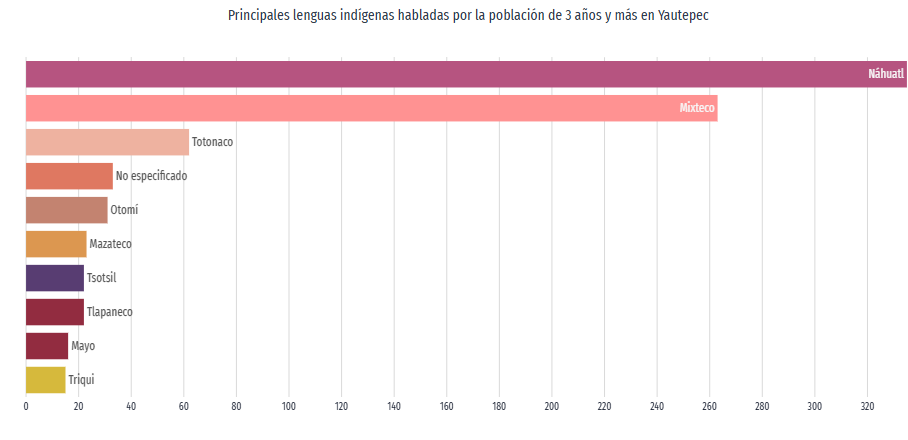 Principales lenguas indígenas habladas por la población de 3 años y más en Yautepec
Náhuatl
Mixteco
Totonaco
No especificado
Otomí
Mazateco
Tsotsil
Tlapaneco
Mayo
Triqui
0 20 40 60 80 100 120 140 160 180 200 220 240 260 280 300 320